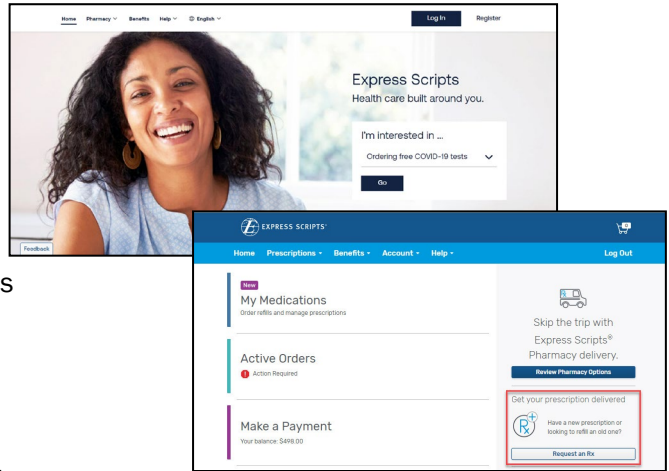 Home Pharmacy Benefits Help English Log In Register
Express Scripts
Health care built around you.
I'm interested in ...
Ordering free COVID-19 tests
Go
Feedback
s
EXPRESS SCRIPTS®
Home Prescriptions Benefits Account Help Log Out
New
My Medications
Order refills and manage prescriptions
Active Orders
! Action Required
Make a Payment
Your balance: $499.00
Skip the trip with
Express Scripts®
Pharmacy delivery.
Review Pharmacy Options
Get your prescription delivered
Rx
Have a new prescription or
looking to refill an old one?
Request an Rx
.